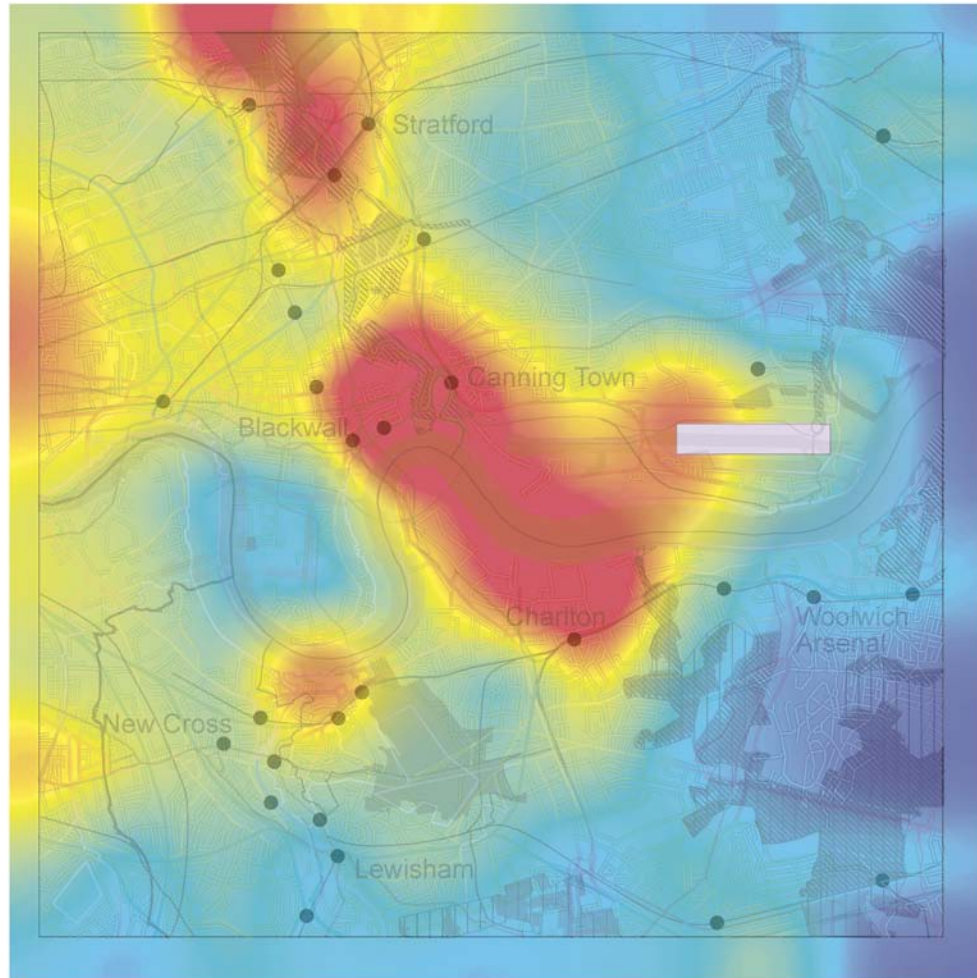 Stratford
Canning Town
Blackwall
Charlton
Woolwich
Arsenal
New Cross
Lewisham